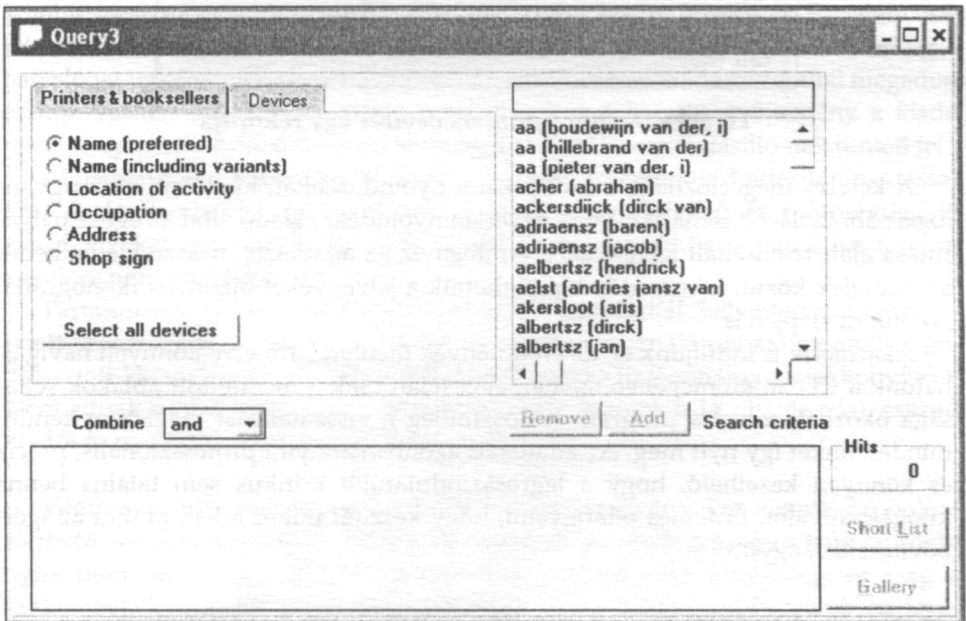 Query3
Printers & booksellers
Devices
Name (preferred)
Name (including variants)
Location of activity
Occupation
Address
Shop sign
Select all devices
aa (boudewijn van der, i)
aa (hillebrand van der)
aa (pieter van der, i)
acher (abraham)
ackersdijck (dirck van)
adriaensz (barent)
adriaensz (jacob)
aelbertsz (hendrick)
aelst (andries jansz van)
akersloot (aris)
albertsz (dirck)
albertsz (jan)
Combine and
Remove Add Search criteria
Hits
0
Short List
Gallery